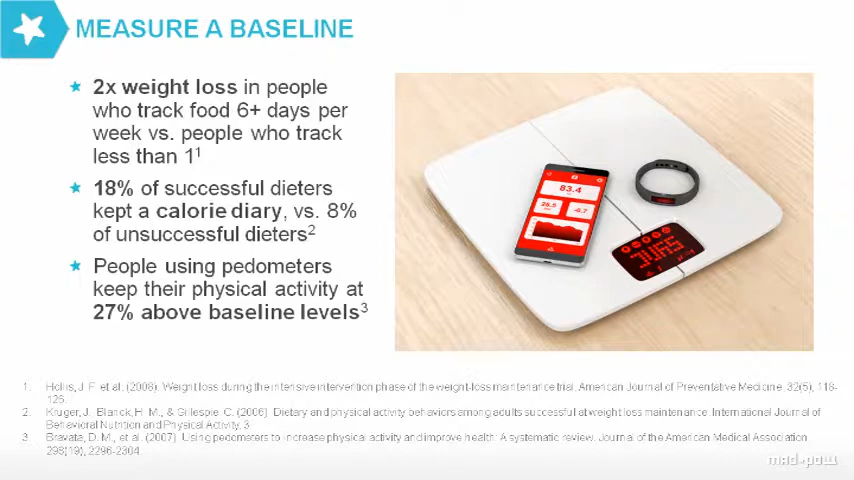 MEASURE A BASELINE
2x weight loss in people
who track food 6+ days per
week vs. people who track
less than 1¹
18% of successful dieters
kept a calorie diary, vs. 8%
of unsuccessful dieters²
People using pedometers
keep their physical activity at
27% above baseline levels³
83.4
26.5
-0.7
1. Hollis, J. F. et al. (2008). Weight loss during the intensive intervention phase of the weight-loss maintenance trial. American Journal of Preventative Medicine, 32(5), 118-
126.
2. Kruger, J., Blanck, H. M., & Gillespie, C. (2006). Dietary and physical activity behaviors among adults successful at weight loss maintenance. International Journal of
Behavioral Nutrition and Physical Activity, 3.
3. Bravata, D. M., et al. (2007). Using pedometers to increase physical activity and improve health: A systematic review. Journal of the American Medical Association,
298(19), 2296-2304.
mad*pow